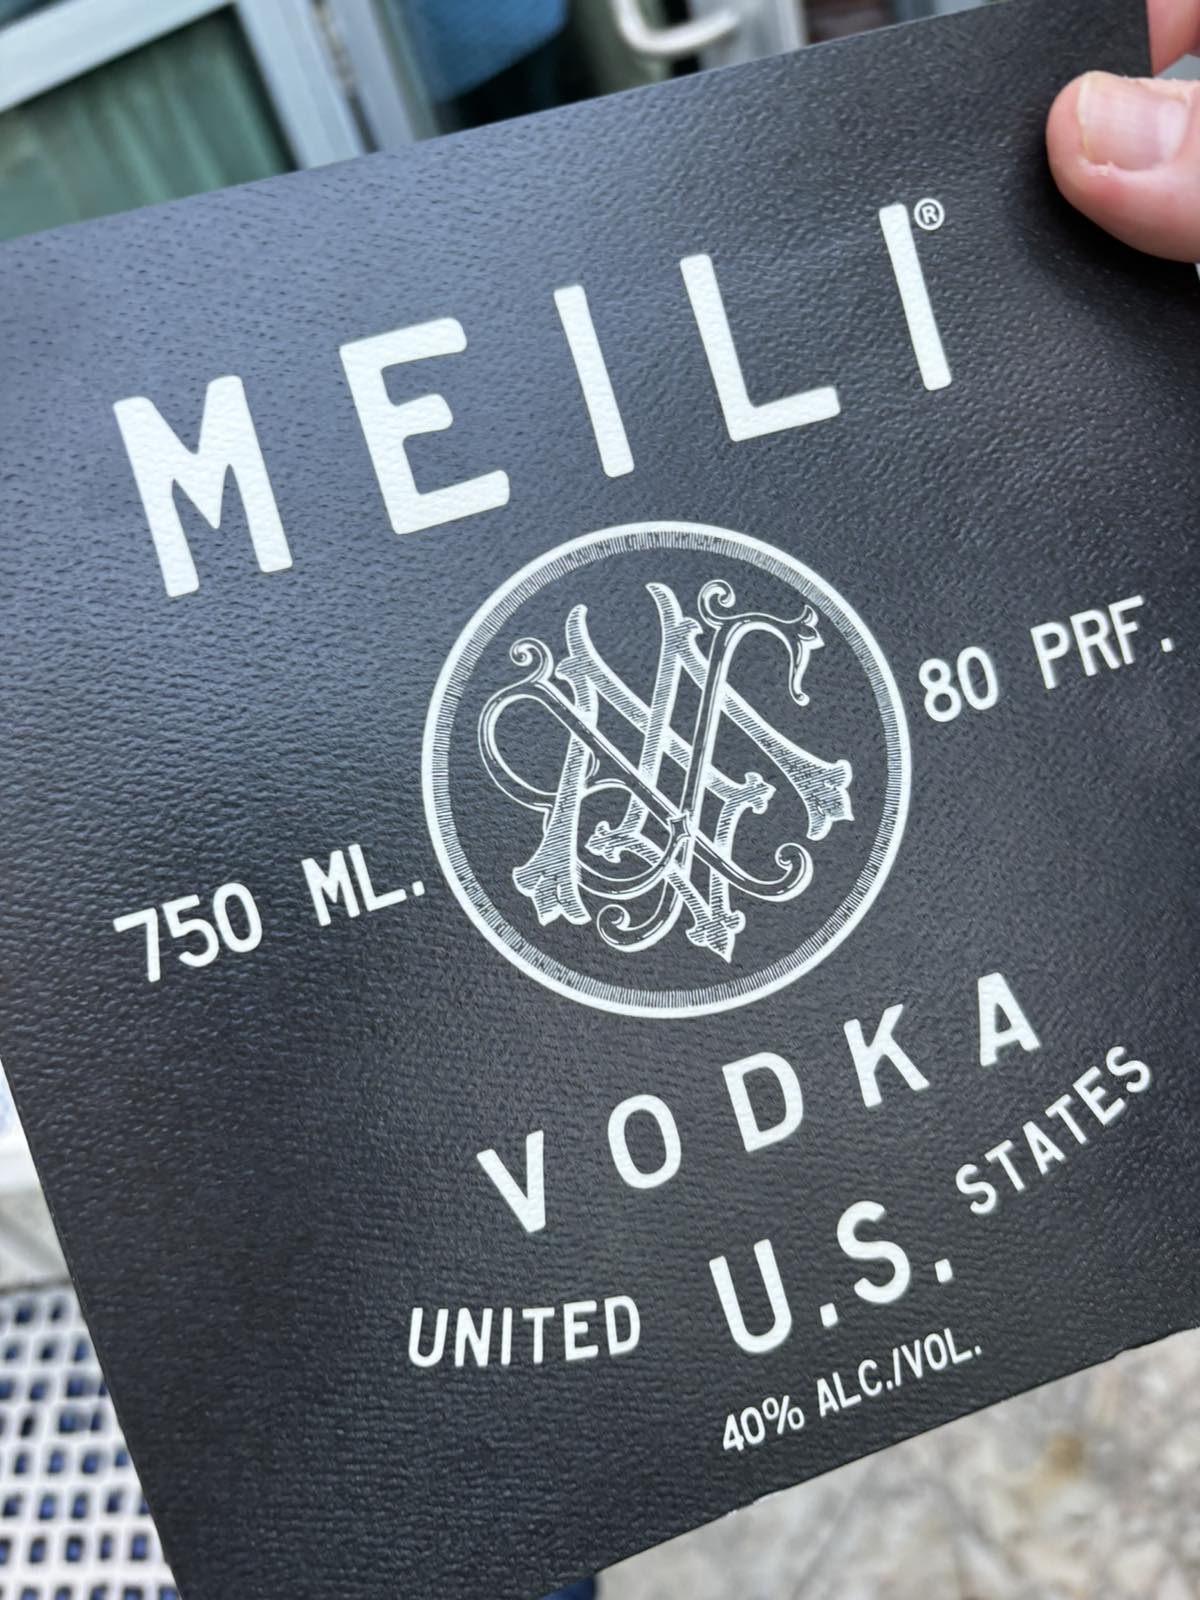 MEILI®
80 PRF.
750 ML.
VODKA
UNITED U.S. STATES
40% ALC./VOL.